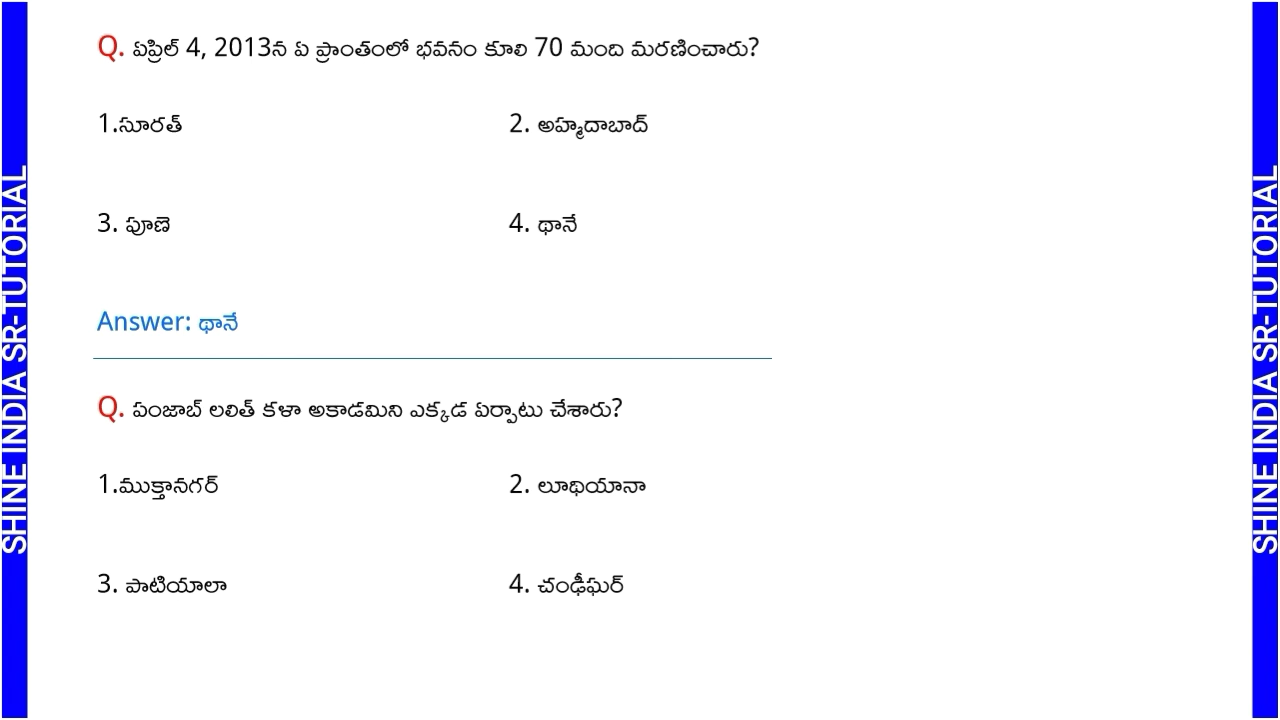 Q. ఏప్రిల్ 4, 2013న ఏ ప్రాంతంలో భవనం కూలి 70 మంది మరణించారు?
1.సూరత్ 2. అహ్మదాబాద్
3. పూణె 4. థానే
Answer: థానే
Q. పంజాబ్ లలిత్ కళా అకాడమిని ఎక్కడ ఏర్పాటు చేశారు?
1.ముక్తానగర్ 2. లూథియానా
3. పాటియాలా 4. చంఢీఘర్
SHINE INDIA SR-TUTORIAL
SHINE INDIA SR-TUTORIAL